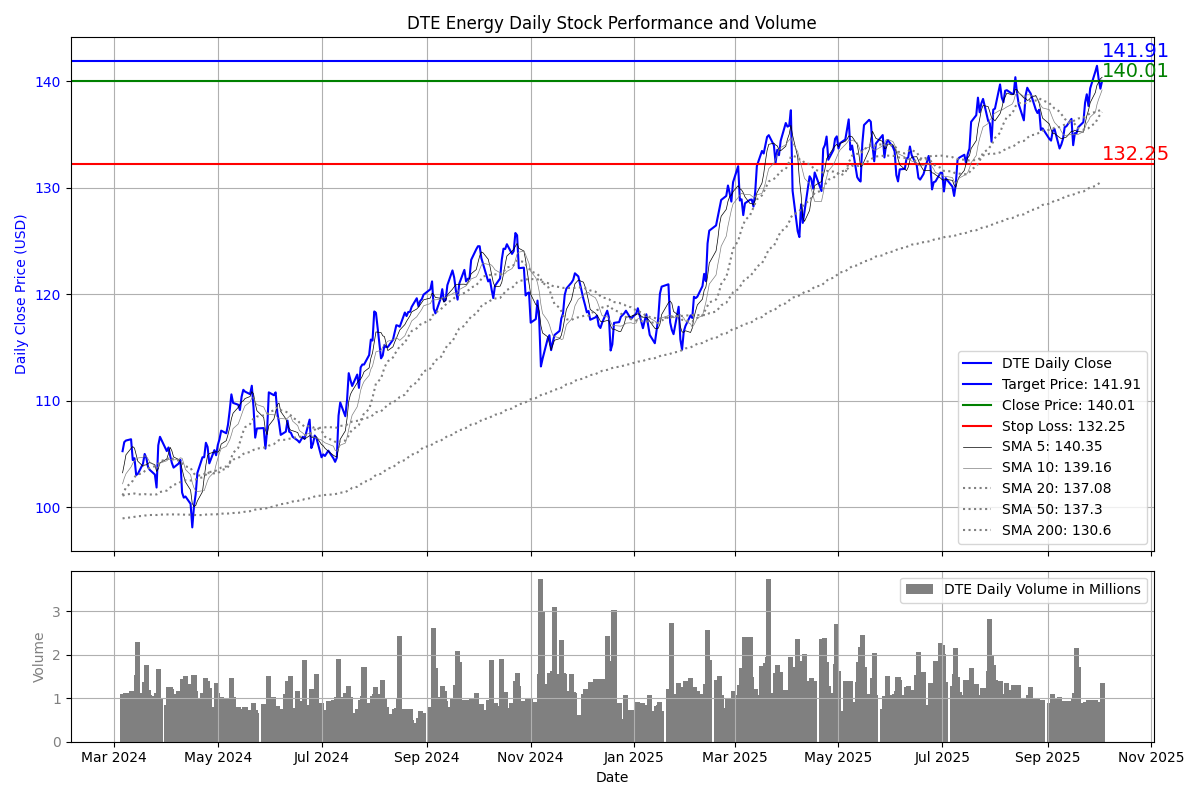 DTE Energy Daily Stock Performance and Volume
141.91
140.01
132.25
Daily Close Price (USD)
140
130
120
110
100
DTE Daily Close
Target Price: 141.91
Close Price: 140.01
Stop Loss: 132.25
SMA 5: 140.35
SMA 10: 139.16
SMA 20: 137.08
SMA 50: 137.3
SMA 200: 130.6
DTE Daily Volume in Millions
Volume
3
2
1
0
Mar 2024
May 2024
Jul 2024
Sep 2024
Nov 2024
Jan 2025
Mar 2025
May 2025
Jul 2025
Sep 2025
Nov 2025
Date